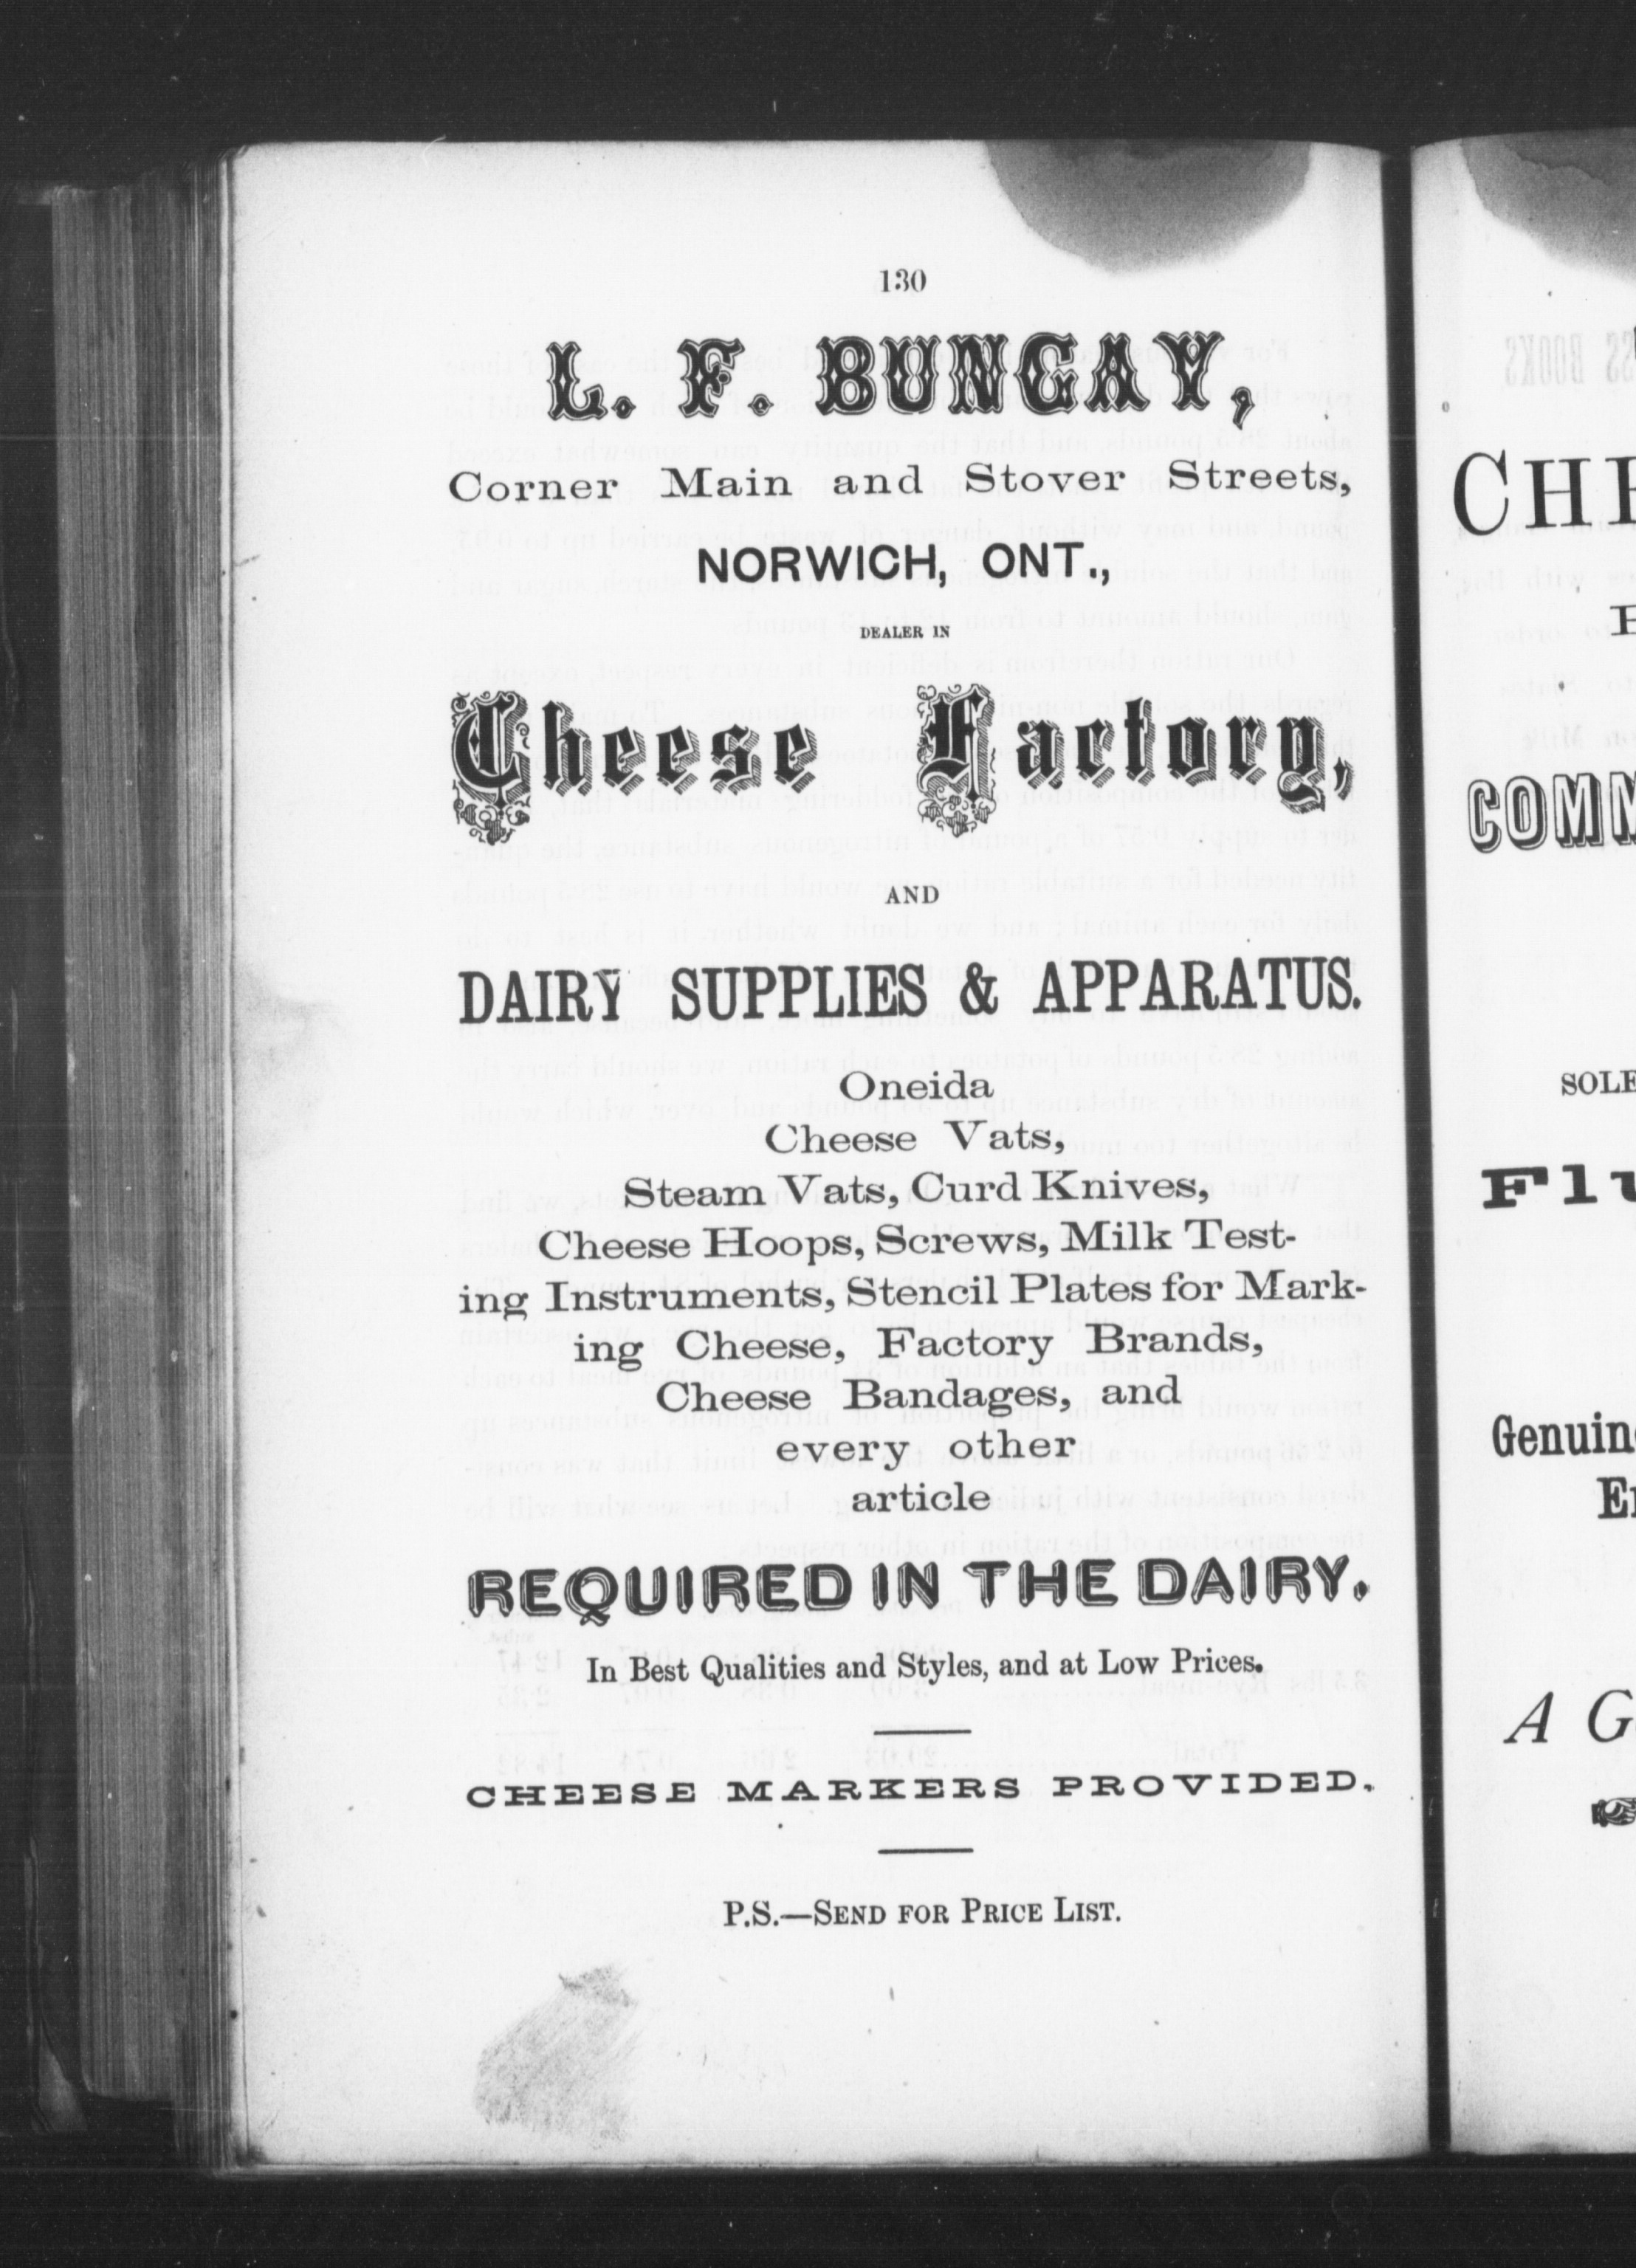 130
L. F. BUNGAY,
Corner Main and Stover Streets,
NORWICH, ONT.,
DEALER IN
Cheese Factory,
AND
DAIRY SUPPLIES & APPARATUS.
Oneida
Cheese Vats,
Steam Vats, Curd Knives,
Cheese Hoops, Screws, Milk Test-
ing Instruments, Stencil Plates for Mark-
ing Cheese, Factory Brands,
Cheese Bandages, and
every other
article
REQUIRED IN THE DAIRY.
In Best Qualities and Styles, and at Low Prices.
CHEESE MARKERS PROVIDED.
P.S.—SEND FOR PRICE LIST.
CHE
COMM
SOLE
Flu
Genuin
A G